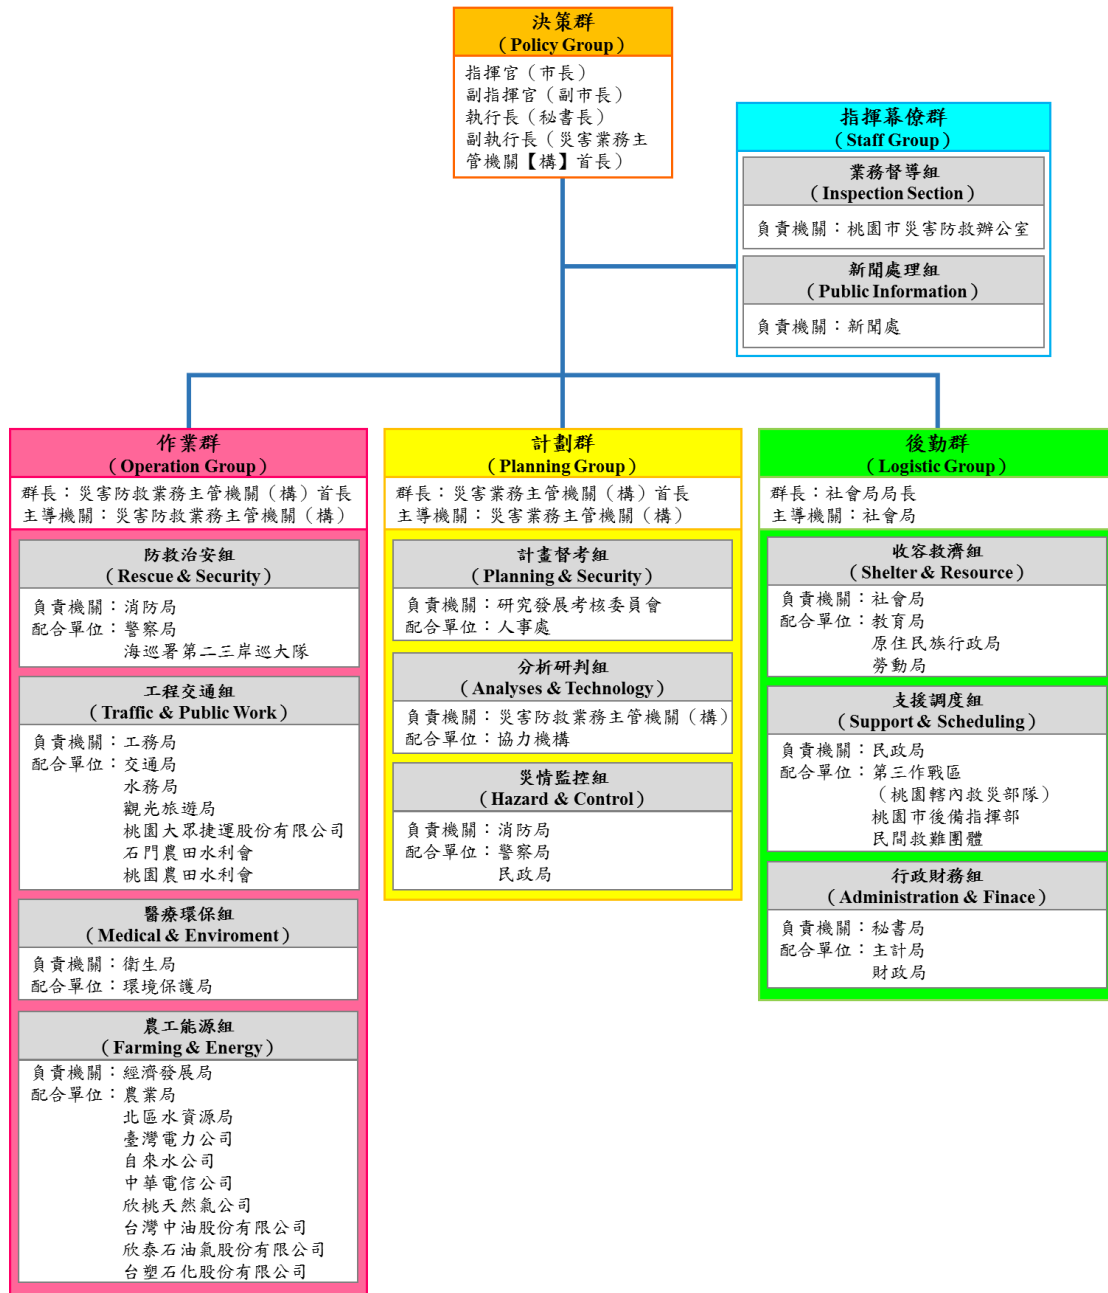 決策群
（Policy Group）
指揮官（市長）
副指揮官（副市長）
執行長（秘書長）
副執行長（災害業務主
管機關【構】首長）
指揮幕僚群
（Staff Group）
業務督導組
（Inspection Section）
負責機關：桃園市災害防救辦公室
新聞處理組
（Public Information）
負責機關：新聞處
作業群
（Operation Group）
群長：災害防救業務主管機關（構）首長
主導機關：災害防救業務主管機關（構）
防救治安組
（Rescue & Security）
負責機關：消防局
配合單位：警察局
海巡署第二三岸巡大隊
工程交通組
（Traffic & Public Work）
負責機關：工務局
配合單位：交通局
水務局
觀光旅遊局
桃園大眾捷運股份有限公司
石門農田水利會
桃園農田水利會
醫療環保組
（Medical & Enviroment）
負責機關：衛生局
配合單位：環境保護局
農工能源組
（Farming & Energy）
負責機關：經濟發展局
配合單位：農業局
北區水資源局
臺灣電力公司
自來水公司
中華電信公司
欣桃天然氣公司
台灣中油股份有限公司
欣泰石油氣股份有限公司
台塑石化股份有限公司
計劃群
（Planning Group）
群長：災害業務主管機關（構）首長
主導機關：災害業務主管機關（構）
計畫督考組
（Planning & Security）
負責機關：研究發展考核委員會
配合單位：人事處
分析研判組
（Analyses & Technology）
負責機關：災害防救業務主管機關（構）
配合單位：協力機構
災情監控組
（Hazard & Control）
負責機關：消防局
配合單位：警察局
民政局
後勤群
（Logistic Group）
群長：社會局局長
主導機關：社會局
收容救濟組
（Shelter & Resource）
負責機關：社會局
配合單位：教育局
原住民族行政局
勞動局
支援調度組
（Support & Scheduling）
負責機關：民政局
配合單位：第三作戰區
（桃園轄內救災部隊）
桃園市後備指揮部
民間救難團體
行政財務組
（Administration & Finace）
負責機關：秘書局
配合單位：主計局
財政局